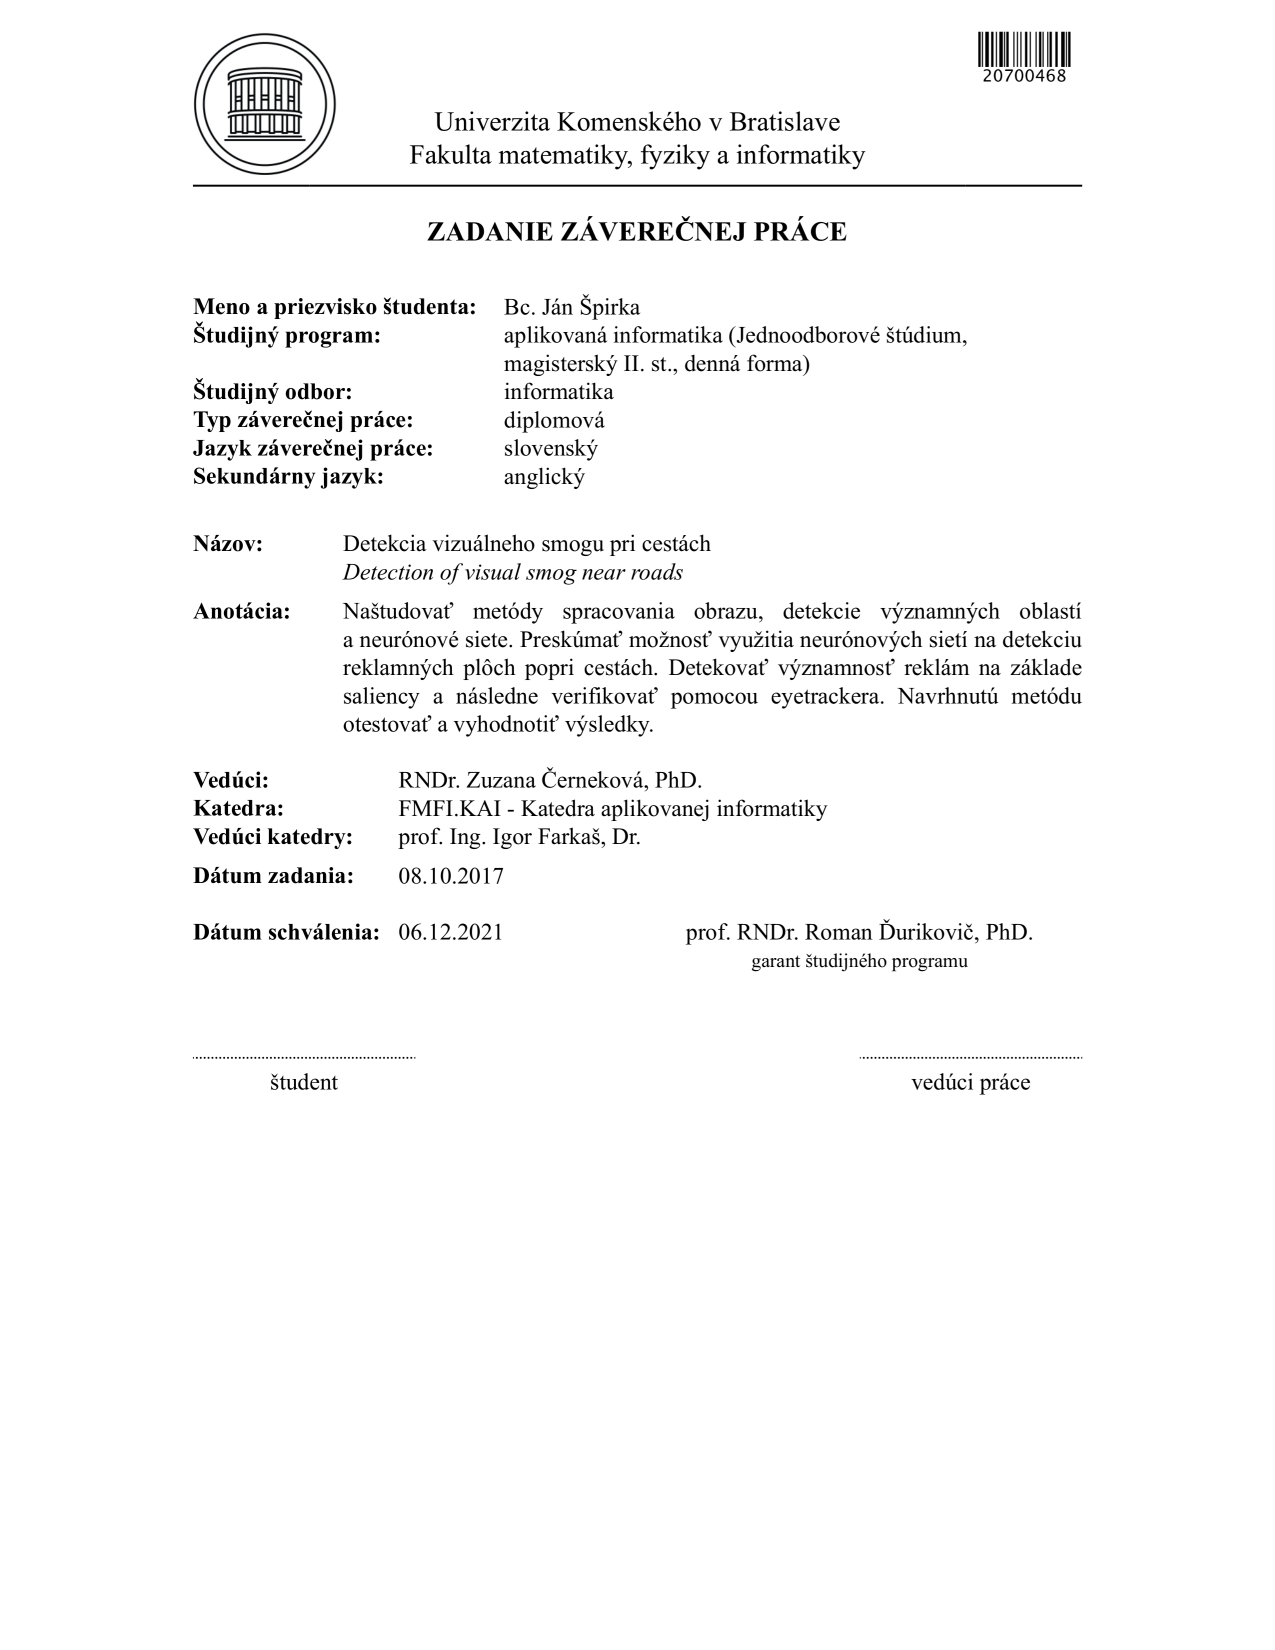 20700468
Univerzita Komenského v Bratislave
Fakulta matematiky, fyziky a informatiky
ZADANIE ZÁVEREČNEJ PRÁCE
Meno a priezvisko študenta: Bc. Ján Špirka
Študijný program: aplikovaná informatika (Jednoodborové štúdium,
magisterský II. st., denná forma)
Študijný odbor: informatika
Typ záverečnej práce: diplomová
Jazyk záverečnej práce: slovenský
Sekundárny jazyk: anglický
Názov: Detekcia vizuálneho smogu pri cestách
Detection of visual smog near roads
Anotácia: Naštudovať metódy spracovania obrazu, detekcie významných oblastí
a neurónové siete. Preskúmať možnosť využitia neurónových sietí na detekciu
reklamných plôch popri cestách. Detekovať významnosť reklám na základe
saliency a následne verifikovať pomocou eyetrackera. Navrhnutú metódu
otestovať a vyhodnotiť výsledky.
Vedúci: RNDr. Zuzana Černeková, PhD.
Katedra: FMFI.KAI - Katedra aplikovanej informatiky
Vedúci katedry: prof. Ing. Igor Farkaš, Dr.
Dátum zadania: 08.10.2017
Dátum schválenia: 06.12.2021 prof. RNDr. Roman Ďurikovič, PhD.
garant študijného programu
študent vedúci práce